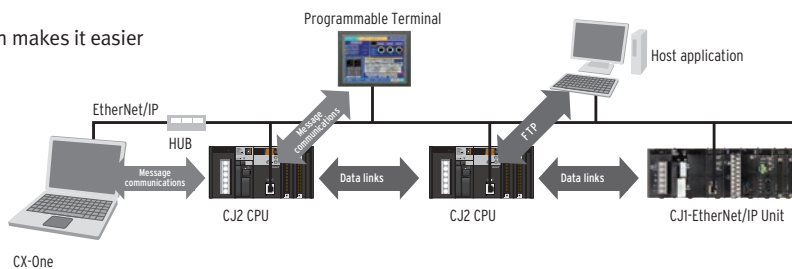 Programmable Terminal
makes it easier
Host application
EtherNet/IP
HUB
Message
communications
FTP
Message
communications
Data links
Data links
CJ2 CPU
CJ2 CPU
CJ1-EtherNet/IP Unit
CX-One